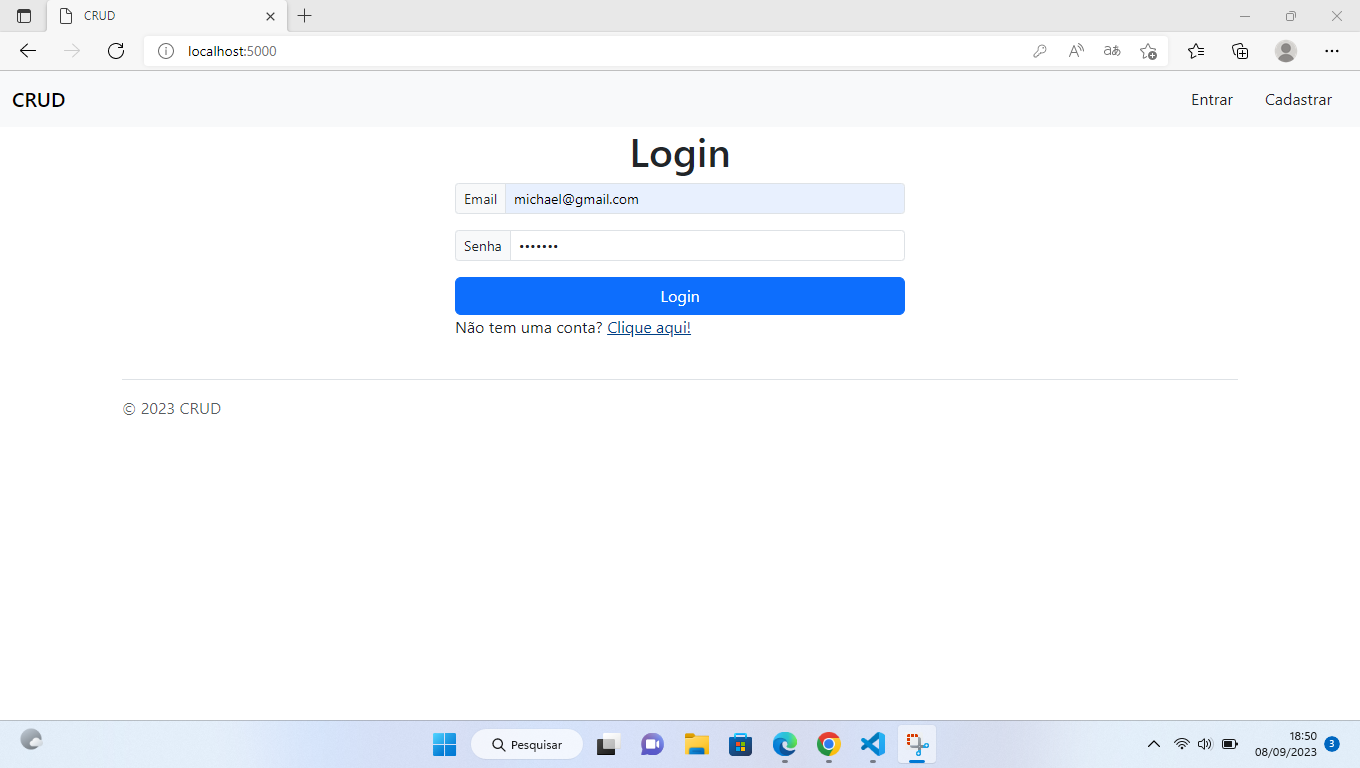 CRUD
localhost:5000
CRUD
Entrar
Cadastrar
Login
Email
michael@gmail.com
Senha
•••••••
Login
Não tem uma conta? Clique aqui!
© 2023 CRUD
Pesquisar
18:50
08/09/2023
3